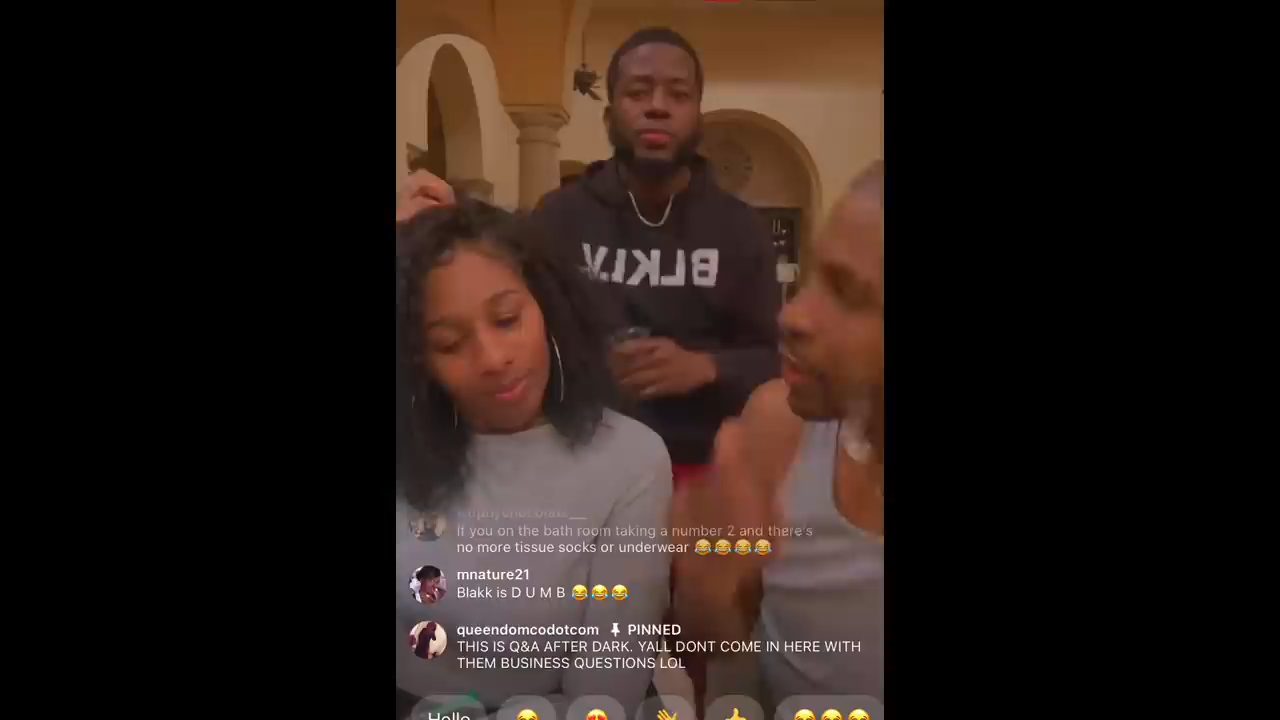 BLKLV
If you on the bath room taking a number 2 and there's
no more tissue socks or underwear 😂😂😂😂
mnature21
Blakk is D U M B 😂😂😂
queendomcodotcom 📌 PINNED
THIS IS Q&A AFTER DARK. YALL DONT COME IN HERE WITH
THEM BUSINESS QUESTIONS LOL
Hello 😂 😍 👏 👍 😂😂😂